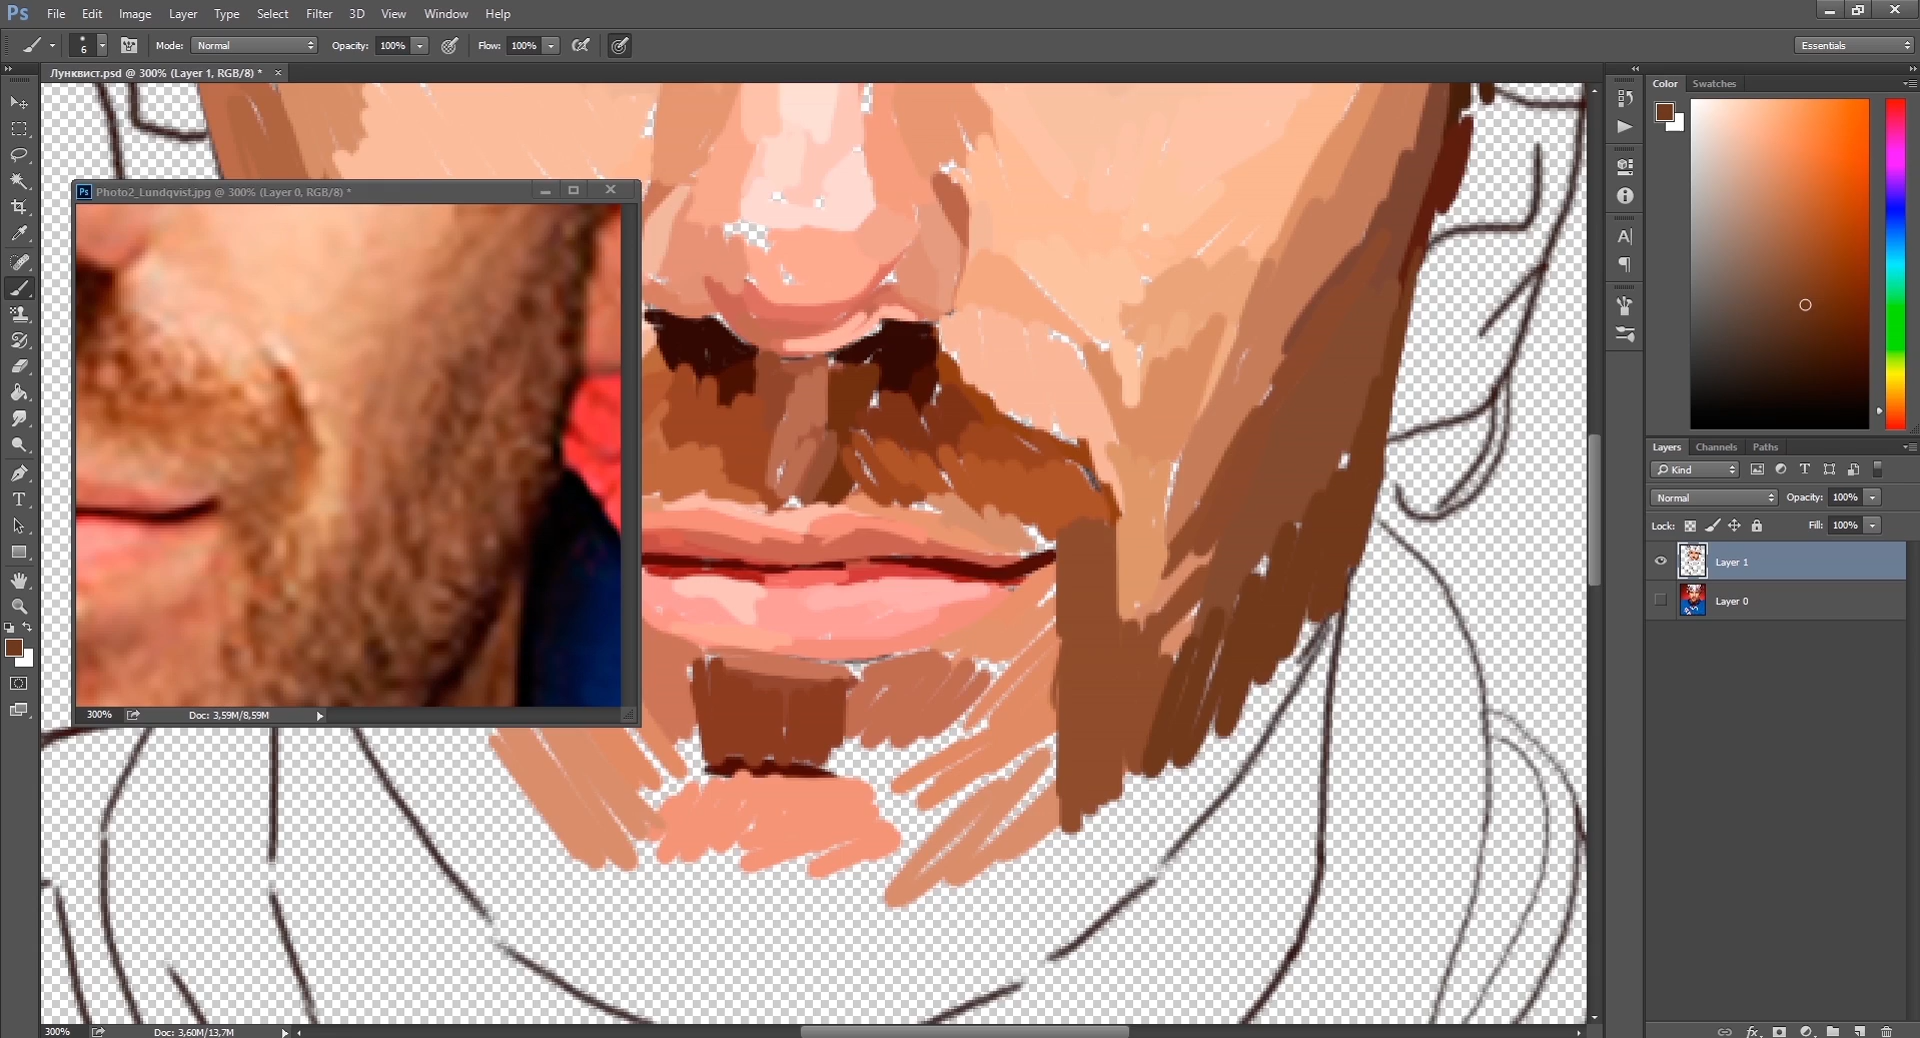 Ps File Edit Image Layer Type Select Filter 3D View Window Help
6 Mode: Normal Opacity: 100% Flow: 100% Essentials
Лунквист.psd @ 300% (Layer 1, RGB/8) * ×
Color Swatches
Ps Photo2_Lundqvist.jpg @ 300% (Layer 0, RGB/8) *
300% Doc: 3,59M/8,59M
Layers Channels Paths
Kind
Normal Opacity: 100%
Lock: Fill: 100%
Layer 1
Layer 0
fx
300% Doc: 3,60M/13,7M